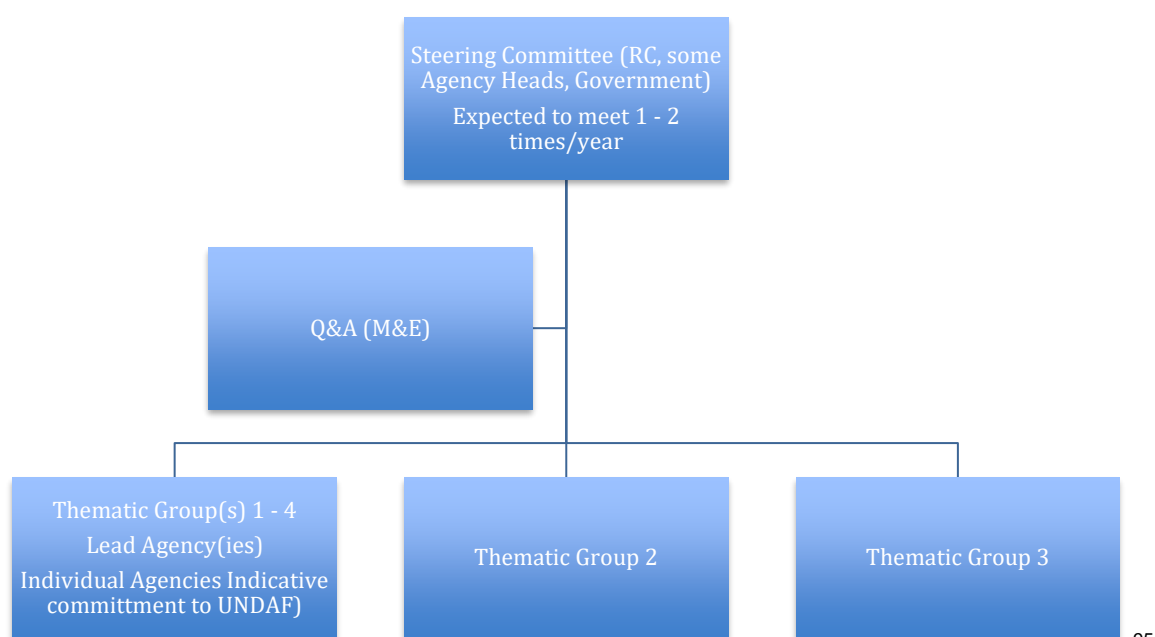 Steering Committee (RC, some
Agency Heads, Government)
Expected to meet 1 - 2
times/year
Q&A (M&E)
Thematic Group(s) 1 - 4
Lead Agency(ies)
Individual Agencies Indicative
committment to UNDAF)
Thematic Group 2
Thematic Group 3